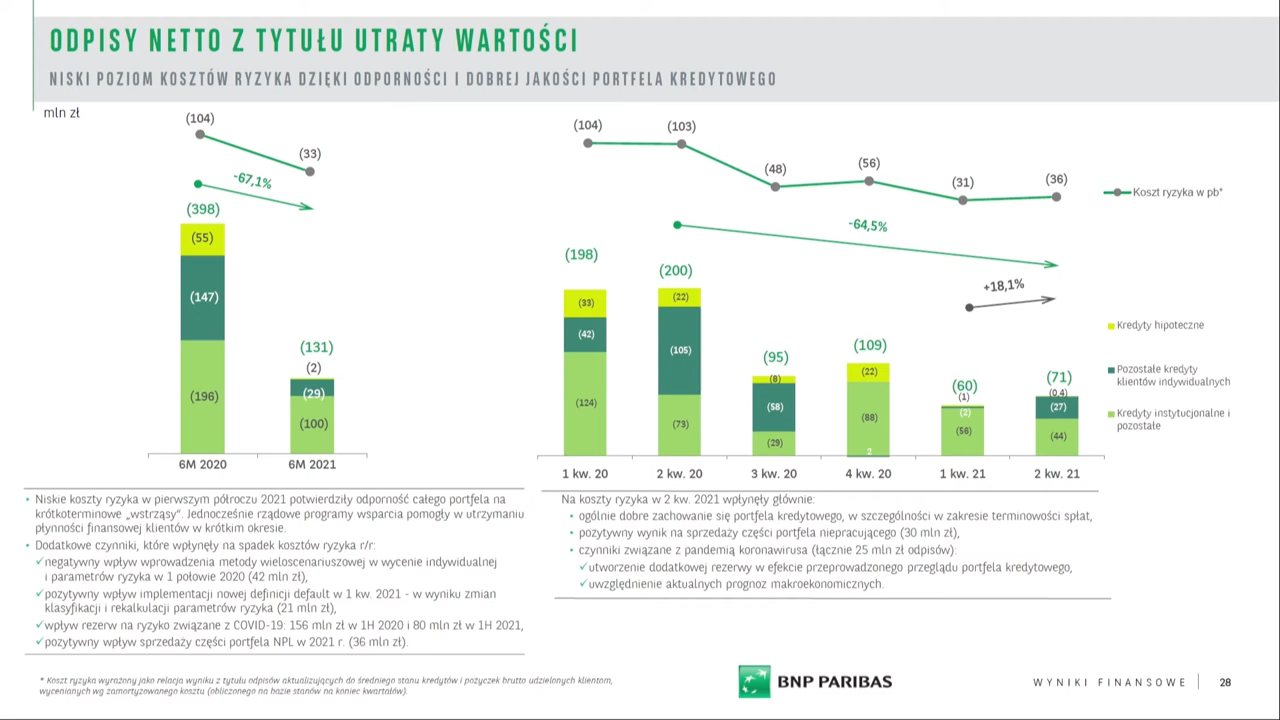 ODPISY NETTO Z TYTUŁU UTRATY WARTOŚCI
NISKI POZIOM KOSZTÓW RYZYKA DZIĘKI ODPORNOŚCI I DOBREJ JAKOŚCI PORTFELA KREDYTOWEGO
mln zł
(104)
(33)
-67,1%
(398)
(55)
(147)
(196)
(131)
(2)
(29)
(100)
6M 2020
6M 2021
(104)
(103)
(48)
(56)
(31)
(36)
Koszt ryzyka w pb*
-64,5%
+18,1%
(198)
(33)
(42)
(124)
(200)
(22)
(105)
(73)
(95)
(8)
(58)
(29)
(109)
(22)
(88)
2
(60)
(1)
(2)
(56)
(71)
(0,4)
(27)
(44)
1 kw. 20
2 kw. 20
3 kw. 20
4 kw. 20
1 kw. 21
2 kw. 21
Kredyty hipoteczne
Pozostałe kredyty
klientów indywidualnych
Kredyty instytucjonalne i
pozostałe
• Niskie koszty ryzyka w pierwszym półroczu 2021 potwierdziły odporność całego portfela na
krótkoterminowe „wstrząsy”. Jednocześnie rządowe programy wsparcia pomogły w utrzymaniu
płynności finansowej klientów w krótkim okresie.
• Dodatkowe czynniki, które wpłynęły na spadek kosztów ryzyka r/r:
✓negatywny wpływ wprowadzenia metody wieloscenariuszowej w wycenie indywidualnej
i parametrów ryzyka w 1 połowie 2020 (42 mln zł),
✓pozytywny wpływ implementacji nowej definicji default w 1 kw. 2021 - w wyniku zmian
klasyfikacji i rekalkulacji parametrów ryzyka (21 mln zł),
✓wpływ rezerw na ryzyko związane z COVID-19: 156 mln zł w 1H 2020 i 80 mln zł w 1H 2021,
✓pozytywny wpływ sprzedaży części portfela NPL w 2021 r. (36 mln zł).
Na koszty ryzyka w 2 kw. 2021 wpłynęły głównie:
• ogólnie dobre zachowanie się portfela kredytowego, w szczególności w zakresie terminowości spłat,
• pozytywny wynik na sprzedaży części portfela niepracującego (30 mln zł),
• czynniki związane z pandemią koronawirusa (łącznie 25 mln zł odpisów):
✓utworzenie dodatkowej rezerwy w efekcie przeprowadzonego przeglądu portfela kredytowego,
✓uwzględnienie aktualnych prognoz makroekonomicznych.
* Koszt ryzyka wyrażony jako relacja wyniku z tytułu odpisów aktualizujących do średniego stanu kredytów i pożyczek brutto udzielonych klientom,
wycenianych wg zamortyzowanego kosztu (obliczonego na bazie stanów na koniec kwartałów).
BNP PARIBAS
WYNIKI FINANSOWE
28